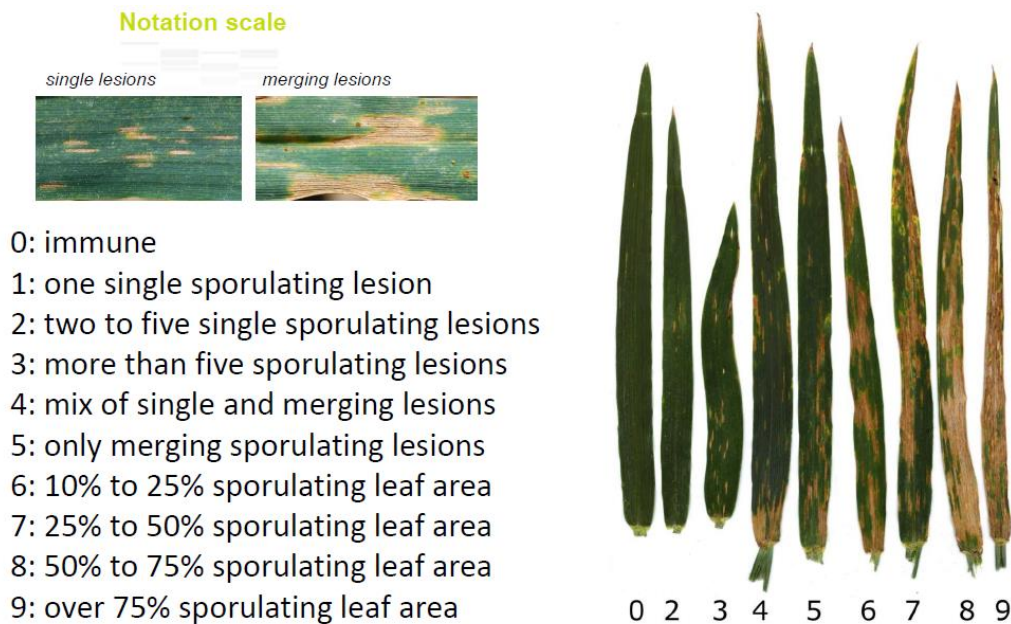 Notation scale
single lesions
merging lesions
0: immune
1: one single sporulating lesion
2: two to five single sporulating lesions
3: more than five sporulating lesions
4: mix of single and merging lesions
5: only merging sporulating lesions
6: 10% to 25% sporulating leaf area
7: 25% to 50% sporulating leaf area
8: 50% to 75% sporulating leaf area
9: over 75% sporulating leaf area
0 2 3 4 5 6 7 8 9